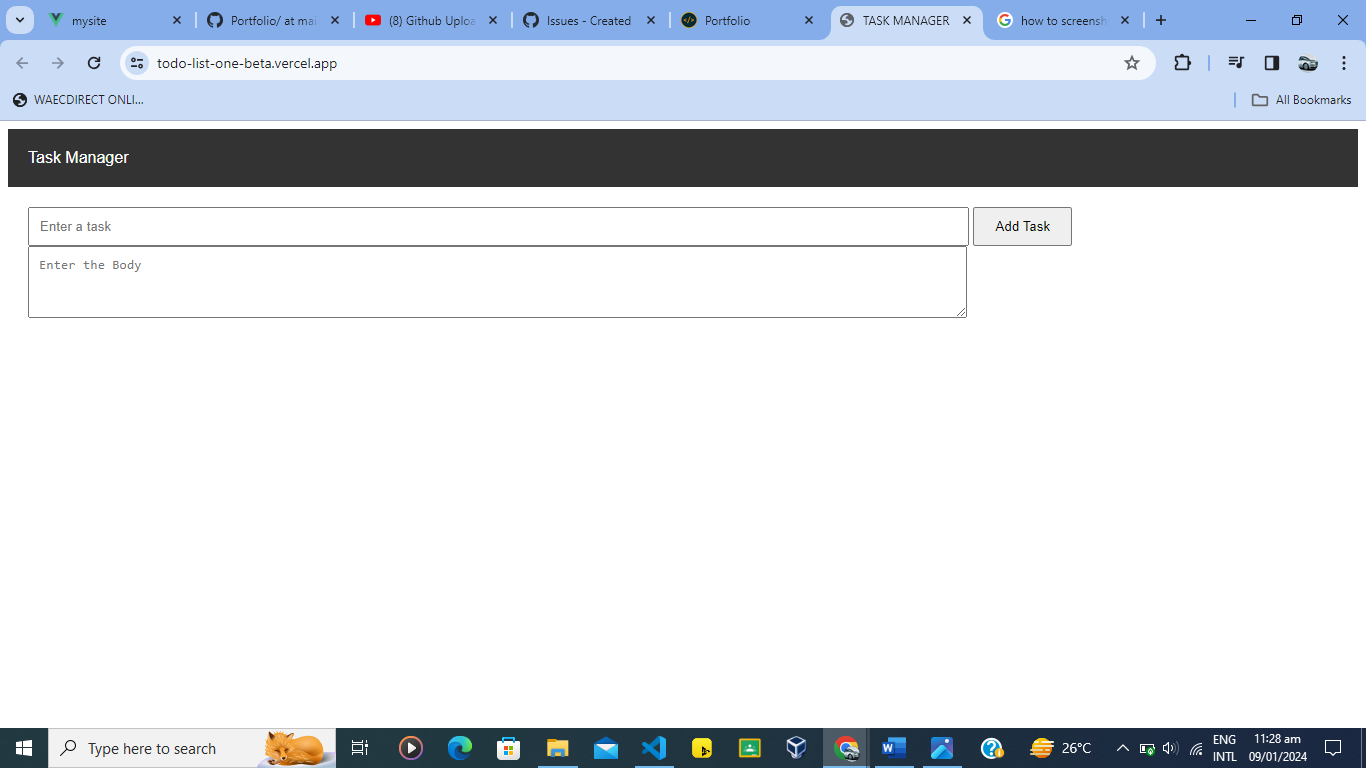 mysite
Portfolio/ at mai
(8) Github Uploa
Issues - Created
Portfolio
TASK MANAGER
how to screensh
todo-list-one-beta.vercel.app
WAECDIRECT ONLI...
All Bookmarks
Task Manager
Enter a task
Add Task
Enter the Body
Type here to search
26°C
ENG
INTL
11:28 am
09/01/2024